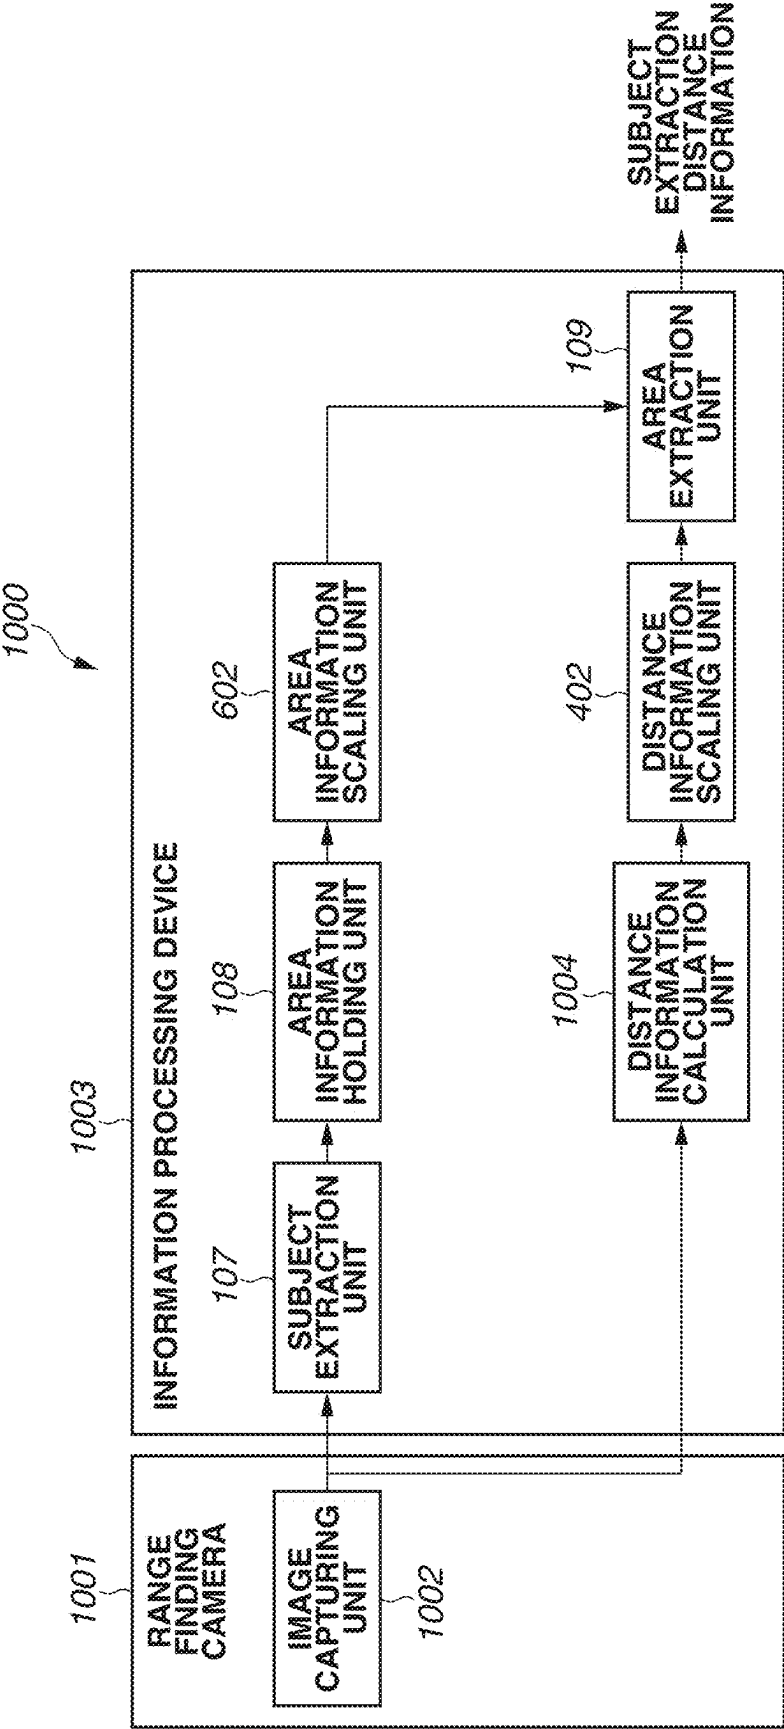 1000
1001
RANGE
FINDING
CAMERA
IMAGE
CAPTURING
UNIT
1002
1003
INFORMATION PROCESSING DEVICE
107
SUBJECT
EXTRACTION
UNIT
108
AREA
INFORMATION
HOLDING UNIT
602
AREA
INFORMATION
SCALING UNIT
1004
DISTANCE
INFORMATION
CALCULATION
UNIT
402
DISTANCE
INFORMATION
SCALING UNIT
109
AREA
EXTRACTION
UNIT
SUBJECT
EXTRACTION
DISTANCE
INFORMATION